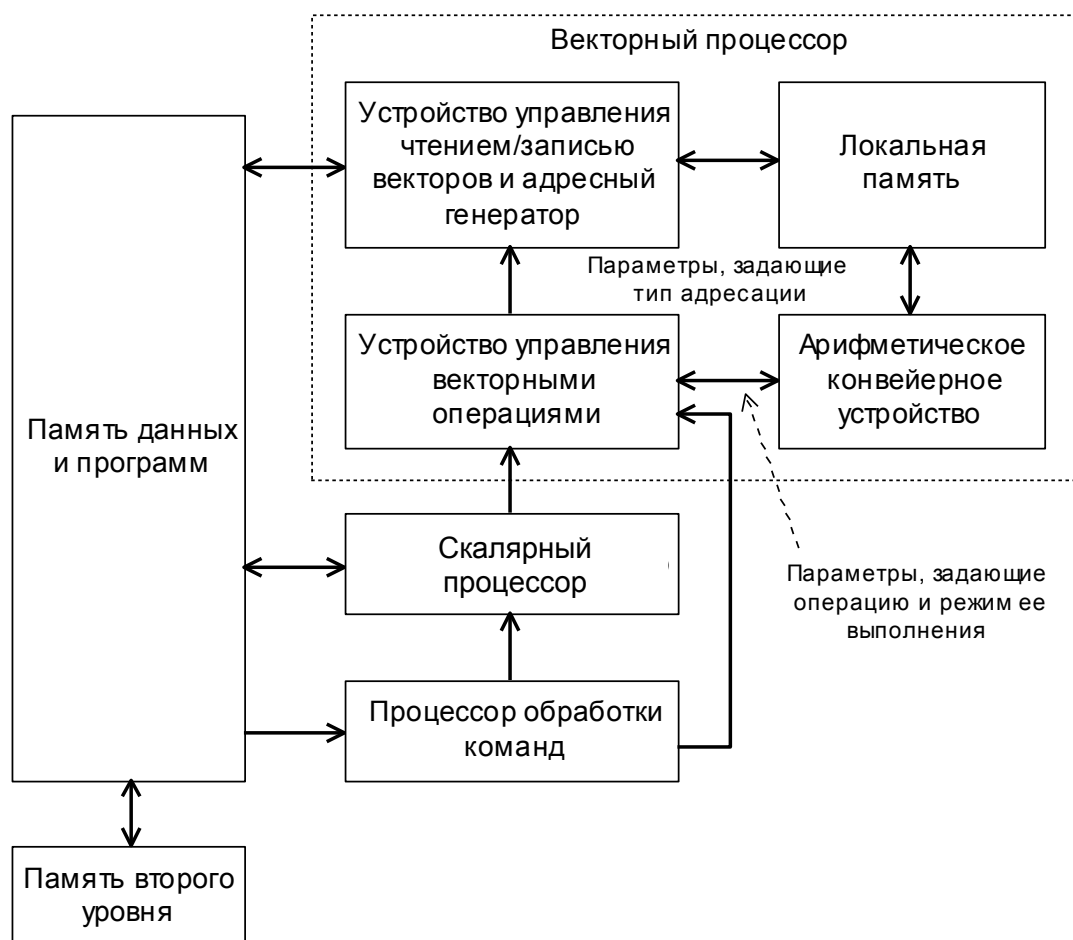 Векторный процессор
Устройство управления
чтением/записью
векторов и адресный
генератор
Локальная
память
Параметры, задающие
тип адресации
Устройство управления
векторными
операциями
Арифметическое
конвейерное
устройство
Память данных
и программ
Скалярный
процессор
Параметры, задающие
операцию и режим ее
выполнения
Процессор обработки
команд
Память второго
уровня